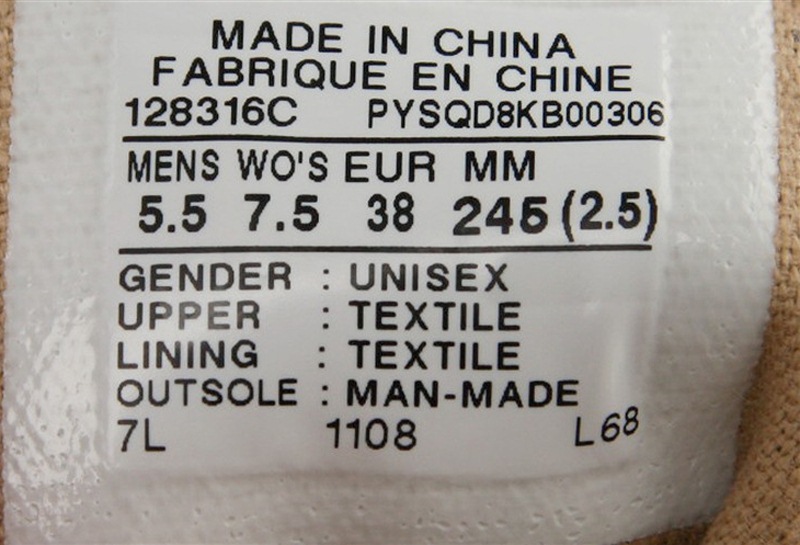 MADE IN CHINA
FABRIQUE EN CHINE
128316C PYSQD8KB00306
MENS WO'S EUR MM
5.5 7.5 38 245 (2.5)
GENDER : UNISEX
UPPER : TEXTILE
LINING : TEXTILE
OUTSOLE : MAN-MADE
7L 1108 L68